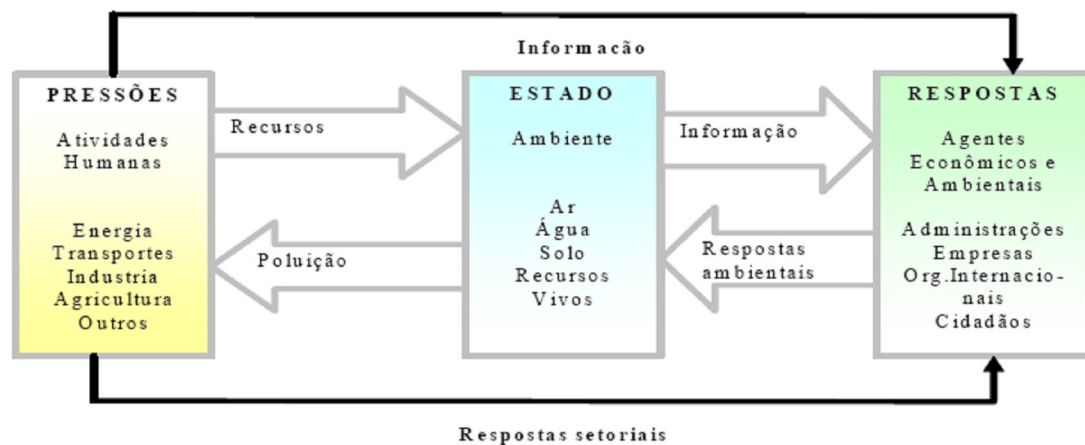 Informacão
PRESSÕES
Atividades
Humanas
Energia
Transportes
Industria
Agricultura
Outros
Recursos
Poluição
ESTADO
Ambiente
Ar
Água
Solo
Recursos
Vivos
Informação
Respostas
ambientais
RESPOSTAS
Agentes
Econômicos e
Ambientais
Administrações
Empresas
Org.Internacio-
nais
Cidadãos
Respostas setoriais